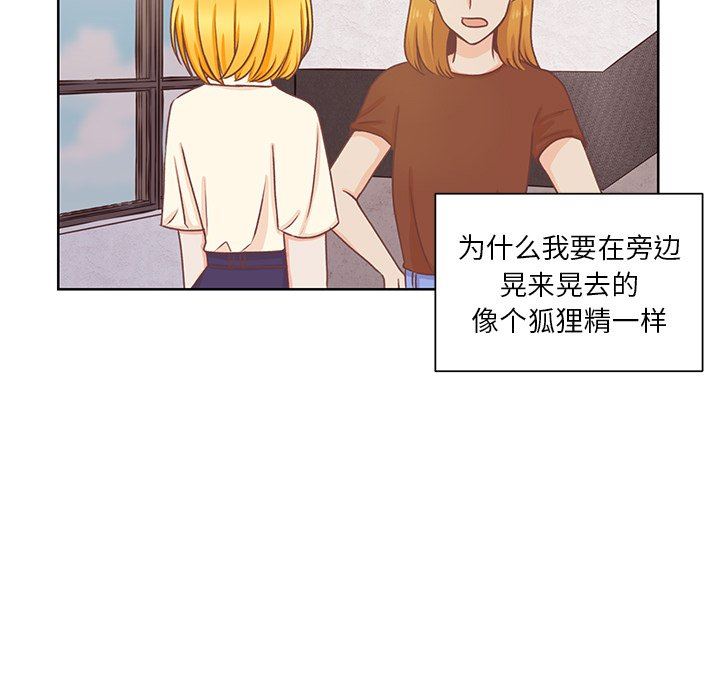 为什么我要在旁边
晃来晃去的
像个狐狸精一样